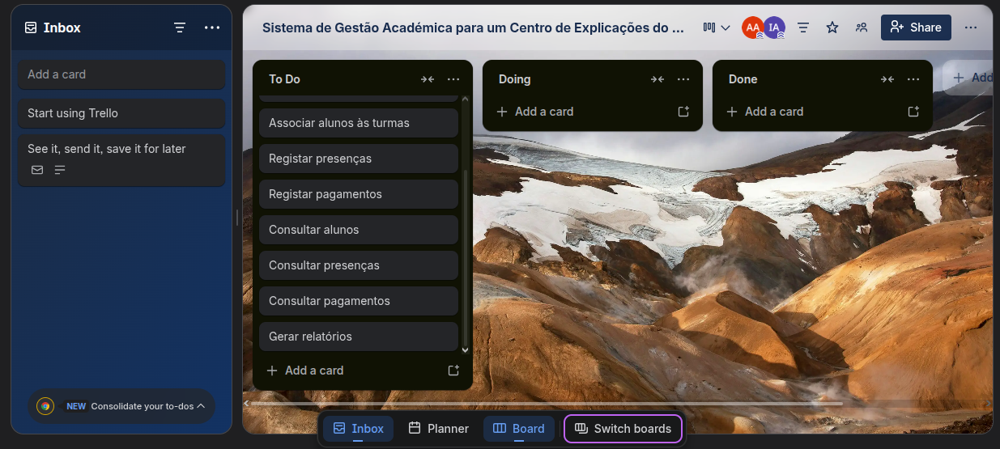 Inbox
Add a card
Start using Trello
See it, send it, save it for later
NEW Consolidate your to-dos
Sistema de Gestão Académica para um Centro de Explicações do ...
AA IA
Share
To Do
Associar alunos às turmas
Registar presenças
Registar pagamentos
Consultar alunos
Consultar presenças
Consultar pagamentos
Gerar relatórios
Add a card
Doing
Add a card
Done
Add a card
Add
Inbox
Planner
Board
Switch boards